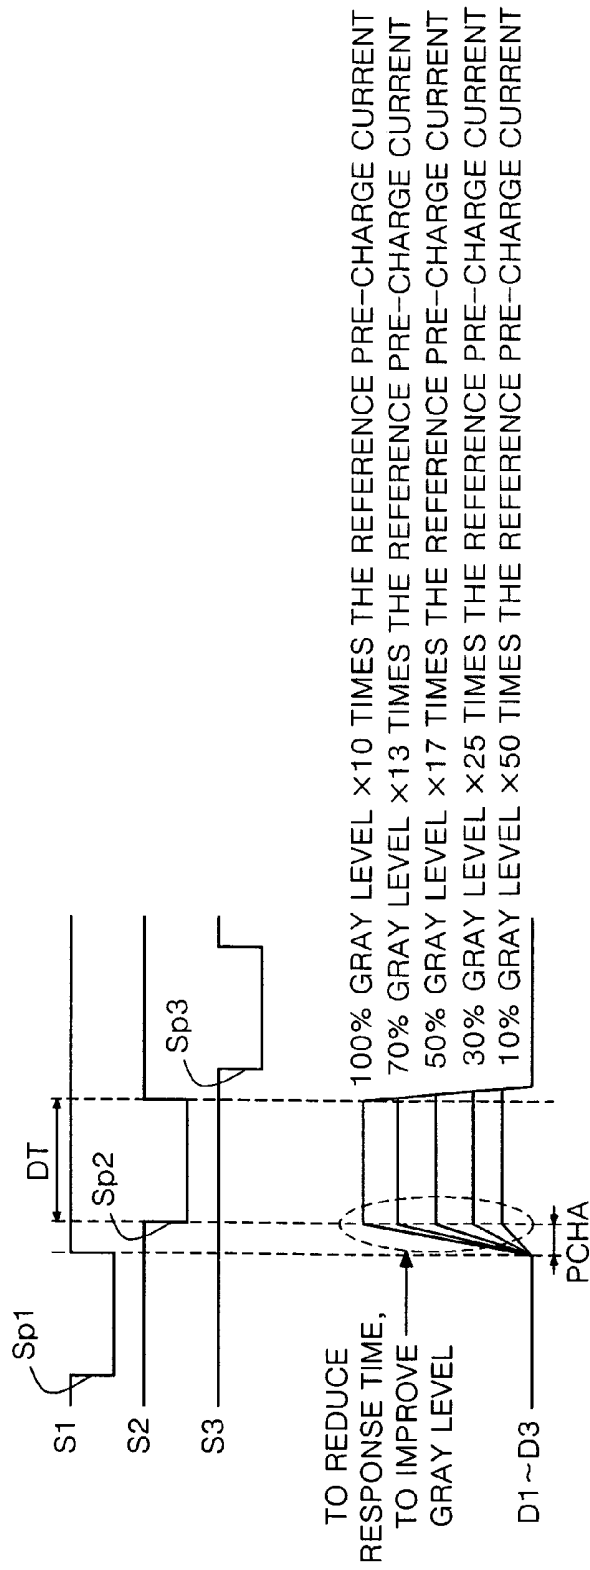 S1
Sp1
DT
S2
Sp2
S3
Sp3
TO REDUCE
RESPONSE TIME,
TO IMPROVE
GRAY LEVEL
100% GRAY LEVEL ×10 TIMES THE REFERENCE PRE-CHARGE CURRENT
70% GRAY LEVEL ×13 TIMES THE REFERENCE PRE-CHARGE CURRENT
50% GRAY LEVEL ×17 TIMES THE REFERENCE PRE-CHARGE CURRENT
30% GRAY LEVEL ×25 TIMES THE REFERENCE PRE-CHARGE CURRENT
10% GRAY LEVEL ×50 TIMES THE REFERENCE PRE-CHARGE CURRENT
D1~D3
PCHA